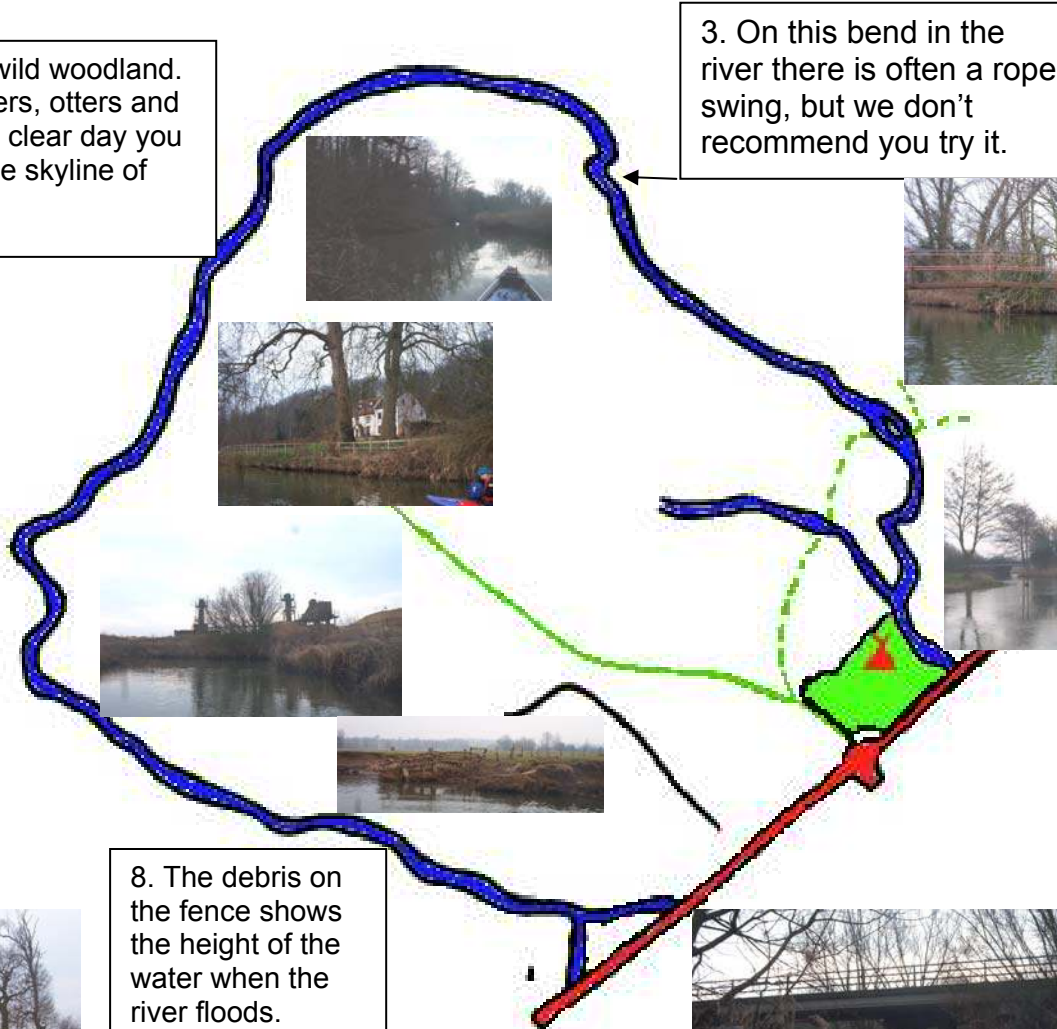 wild woodland.
ers, otters and
clear day you
e skyline of
3. On this bend in the
river there is often a rope
swing, but we don't
recommend you try it.
8. The debris on
the fence shows
the height of the
water when the
river floods.